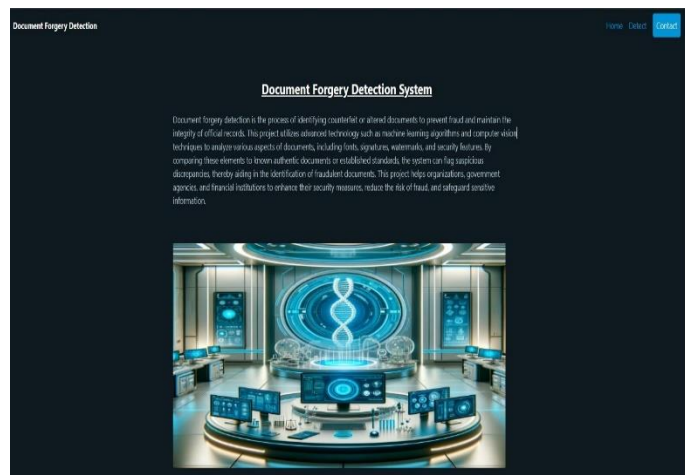 Document Forgery Detection
Home Detect Contact
Document Forgery Detection System
Document forgery detection is the process of identifying counterfeit or altered documents to prevent fraud and maintain the
integrity of official records. This project utilizes advanced technology such as machine learning algorithms and computer vision
techniques to analyze various aspects of documents, including fonts, signatures, watermarks, and security features. By
comparing these elements to known authentic documents or established standards, the system can flag suspicious
discrepancies, thereby aiding in the identification of fraudulent documents. This project helps organizations, government
agencies, and financial institutions to enhance their security measures, reduce the risk of fraud, and safeguard sensitive
information.